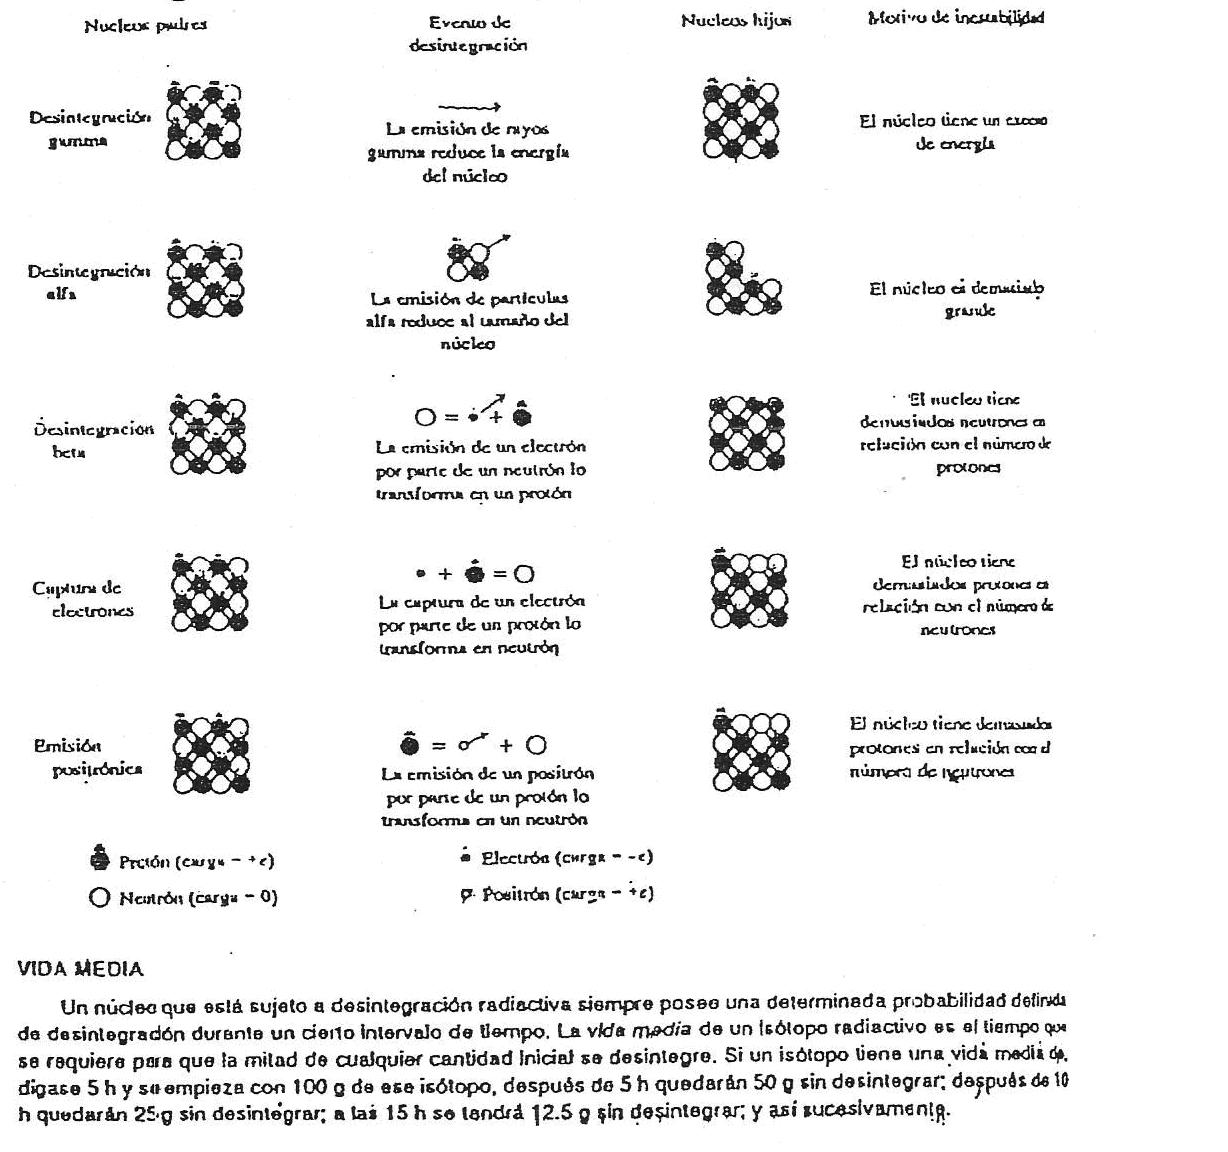 Nucleos padres
Evento de
desintegración
Nucleos hijos
Motivo de inestabilidad
Desintegración
gamma
La emisión de rayos
gamma reduce la energía
del núcleo
El núcleo tiene un exceso
de energía
Desintegración
alfa
La emisión de partículas
alfa reduce al tamaño del
núcleo
El núcleo es demasiado
grande
Desintegración
beta
= +
La emisión de un electrón
por parte de un neutrón lo
transforma en un protón
El nucleo tiene
demasiados neutrones en
relación con el número de
protones
Captura de
electrones
+ =
La captura de un electrón
por parte de un protón lo
transforma en neutrón
El núcleo tiene
demasiados protones en
relación con el número de
neutrones
Emisión
positrónica
= +
La emisión de un positrón
por parte de un protón lo
transforma en un neutrón
El núcleo tiene demasiados
protones en relación con el
número de neutrones
Protón (carga = +e)
Electrón (carga = -e)
Neutrón (carga = 0)
Positrón (carga = +e)
VIDA MEDIA
Un núcleo que está sujeto a desintegración radiactiva siempre posee una determinada probabilidad definida
de desintegración durante un cierto intervalo de tiempo. La vida media de un isótopo radiactivo es el tiempo que
se requiere para que la mitad de cualquier cantidad inicial se desintegre. Si un isótopo tiene una vida media de,
dígase 5 h y se empieza con 100 g de ese isótopo, después de 5 h quedarán 50 g sin desintegrar; después de 10
h quedarán 25 g sin desintegrar; a las 15 h se tendrá 12.5 g sin desintegrar; y así sucesivamente.